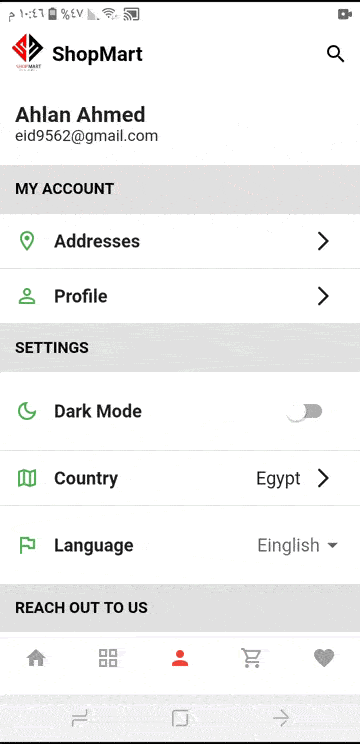 م ١٠:٤٦ %٤٧
ShopMart
SHOPMART
Ahlan Ahmed
eid9562@gmail.com
MY ACCOUNT
Addresses
Profile
SETTINGS
Dark Mode
Country Egypt
Language Einglish
REACH OUT TO US